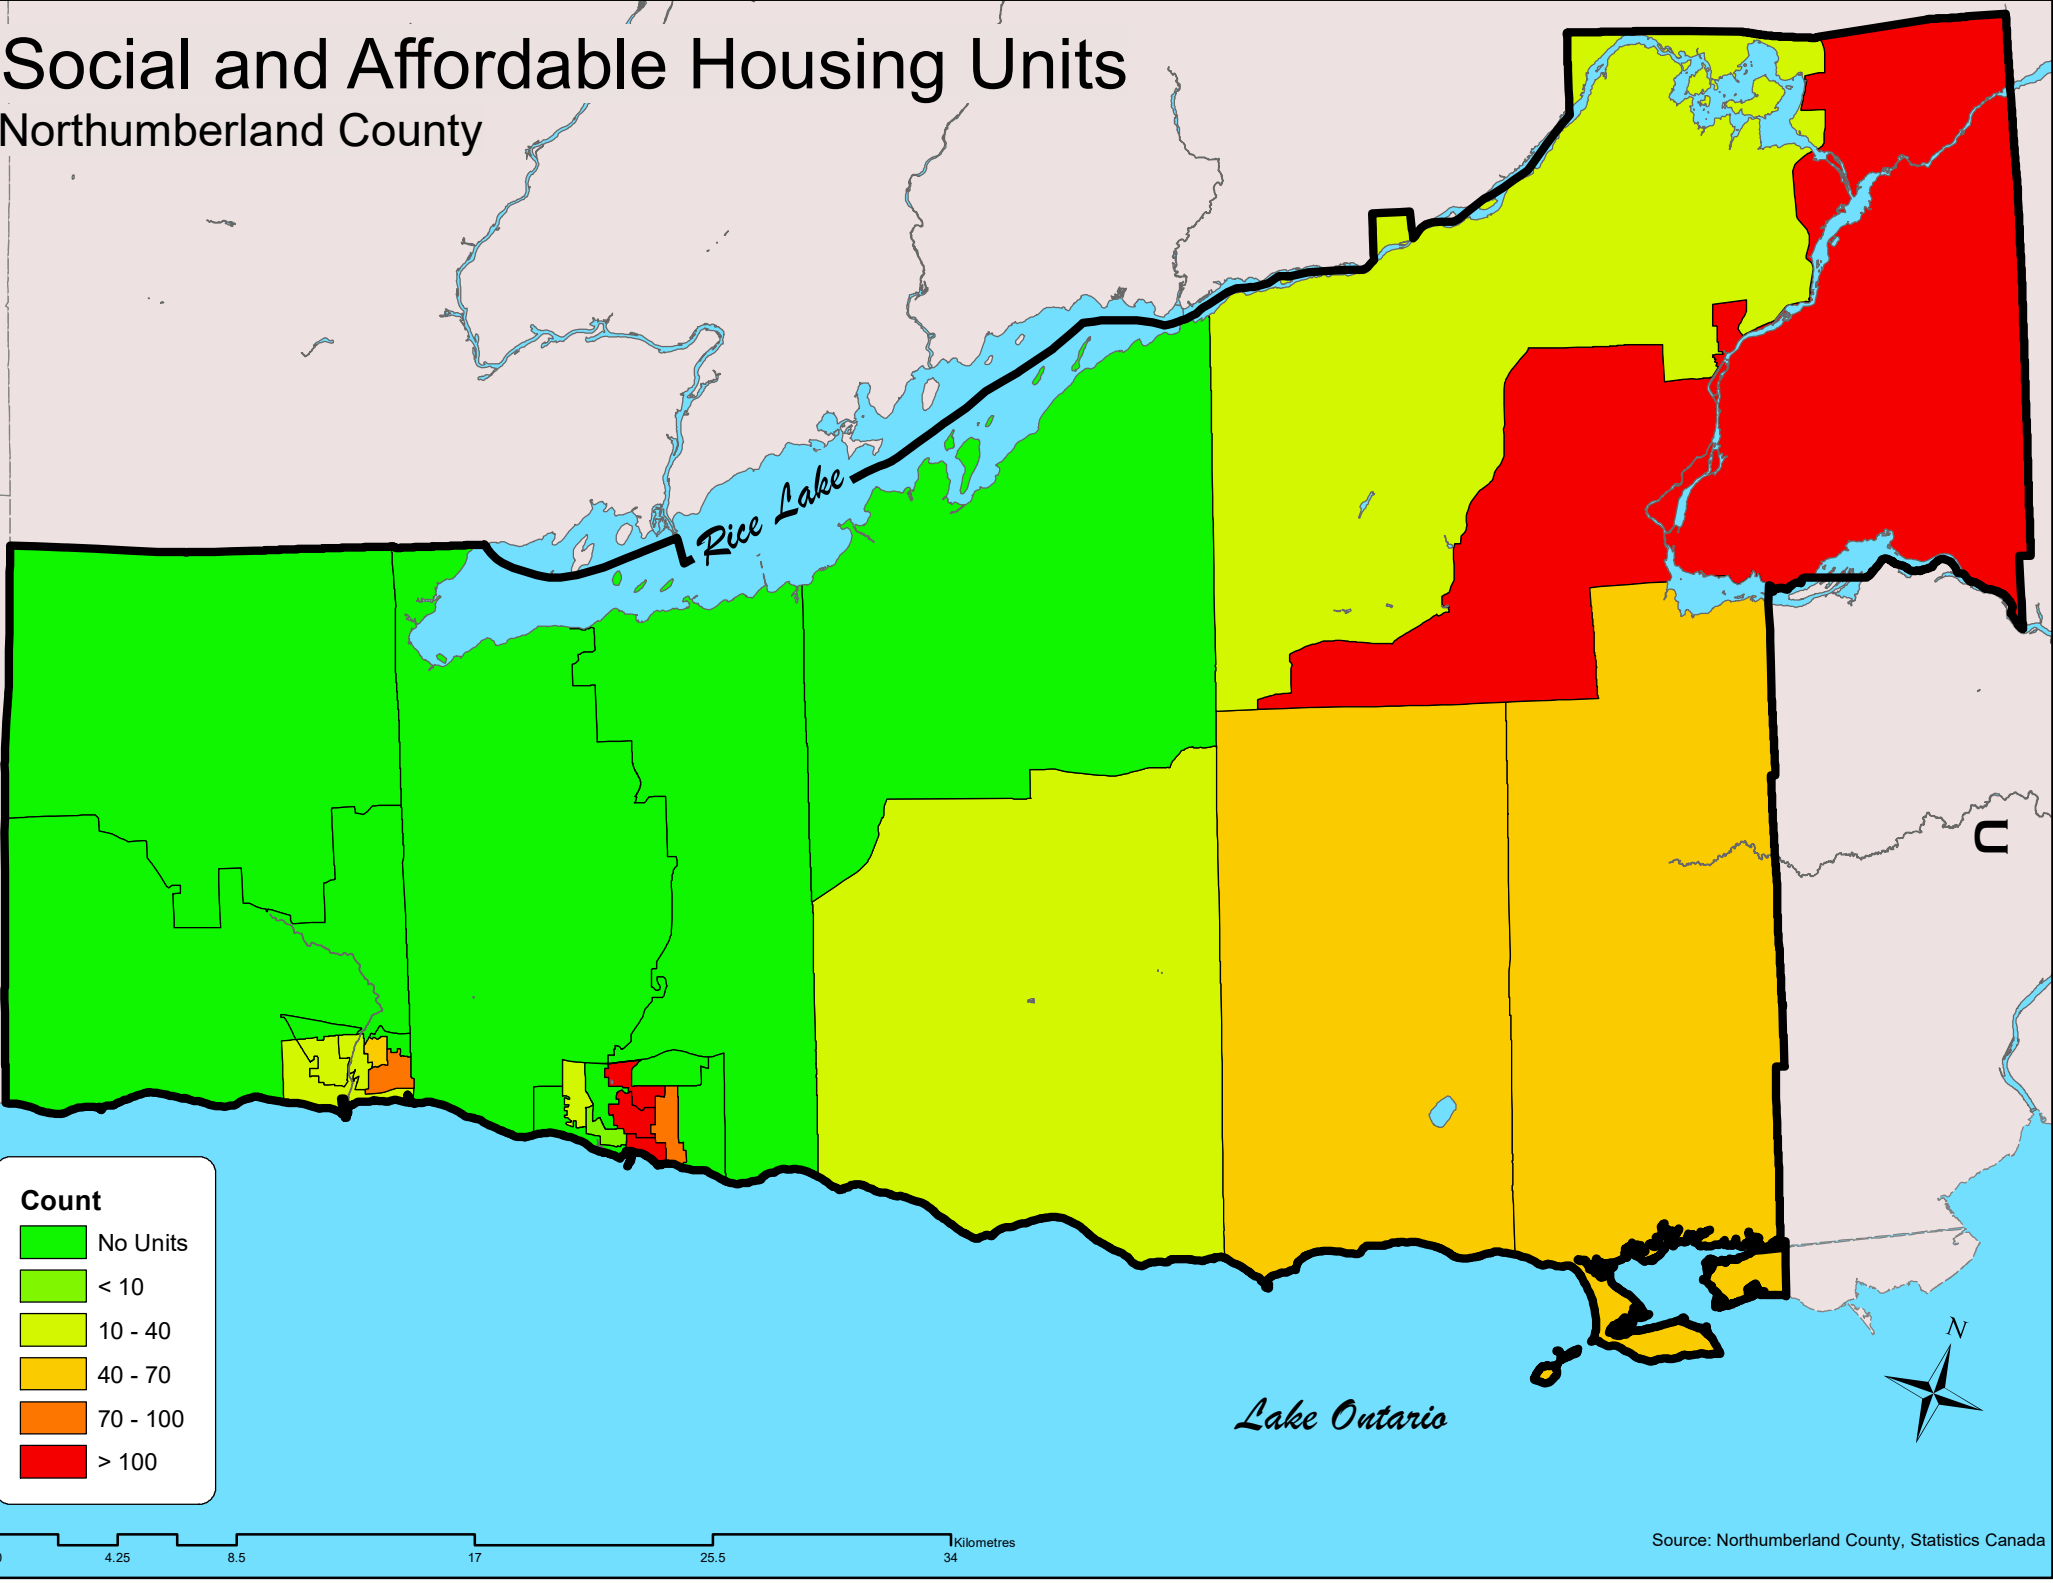 Social and Affordable Housing Units
Northumberland County
Rice Lake
Count
No Units
< 10
10 - 40
40 - 70
70 - 100
> 100
N
Lake Ontario
Kilometres
0
4.25
8.5
17
25.5
34
Source: Northumberland County, Statistics Canada